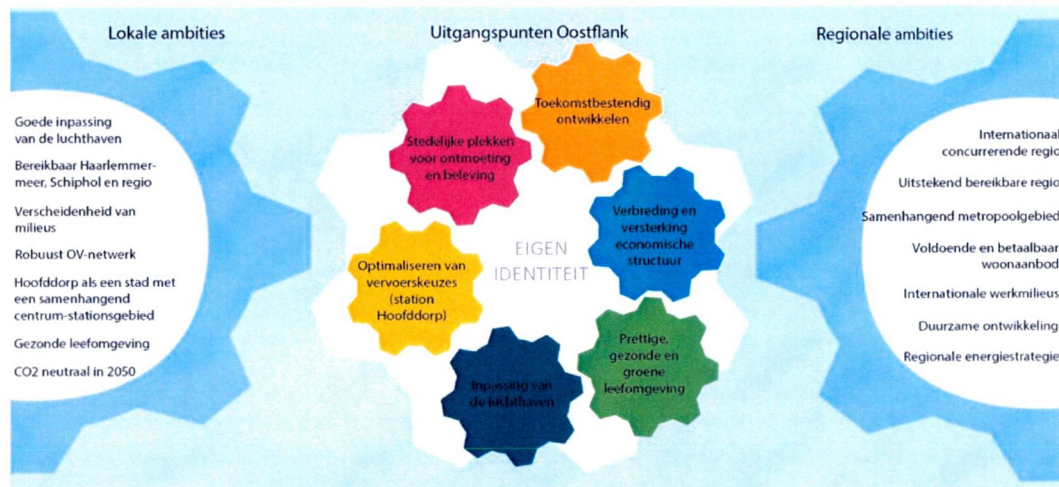 Lokale ambities
Goede inpassing
van de luchthaven
Bereikbaar Haarlemmer-
meer, Schiphol en regio
Verscheidenheid van
milieus
Robuust OV-netwerk
Hoofddorp als een stad met
een samenhangend
centrum-stationsgebied
Gezonde leefomgeving
CO2 neutraal in 2050
Uitgangspunten Oostflank
Toekomstbestendig
ontwikkelen
Stedelijke plekken
voor ontmoeting
en beleving
Verbreding en
versterking
economische
structuur
EIGEN
IDENTITEIT
Optimaliseren van
vervoerskeuzes
(station
Hoofddorp)
Prettige,
gezonde en
groene
leefomgeving
Inpassing van
de luchthaven
Regionale ambities
Internationaal
concurrerende regio
Uitstekend bereikbare regio
Samenhangend metropoolgebied
Voldoende en betaalbaar
woonaanbod
Internationale werkmilieus
Duurzame ontwikkeling
Regionale energiestrategie